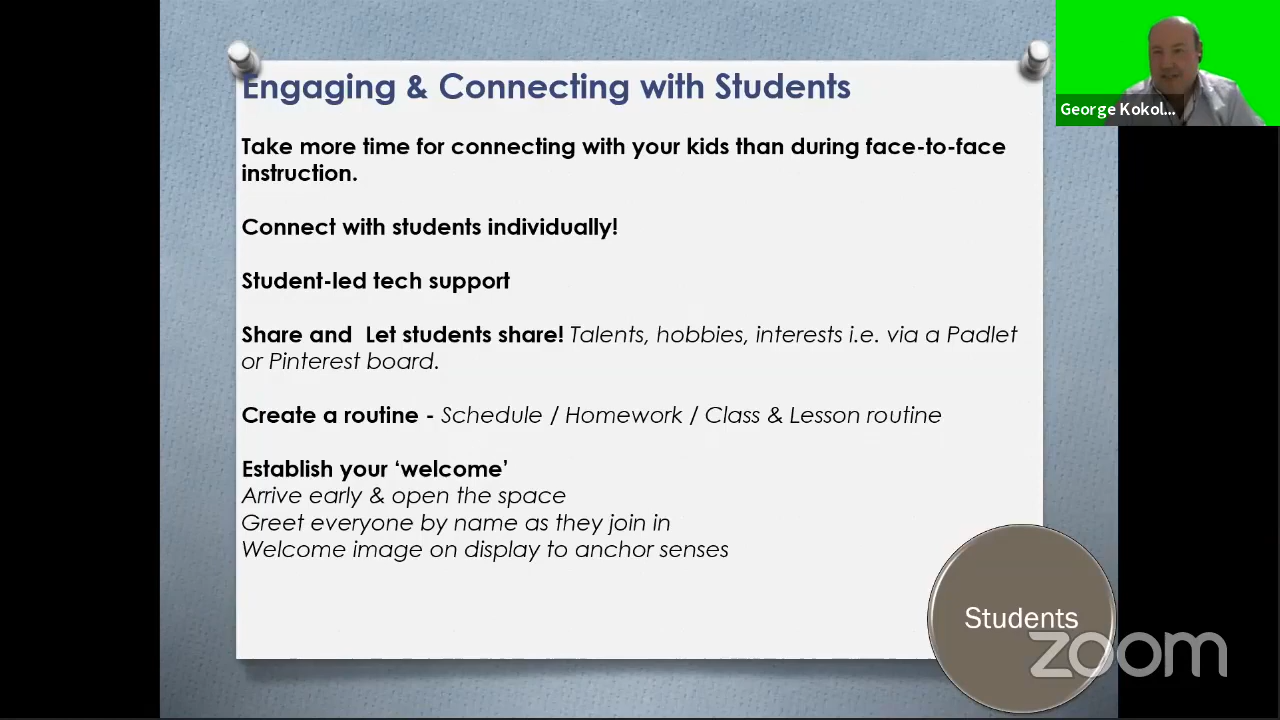 Engaging & Connecting with Students
George Kokol...
Take more time for connecting with your kids than during face-to-face
instruction.
Connect with students individually!
Student-led tech support
Share and  Let students share! Talents, hobbies, interests i.e. via a Padlet
or Pinterest board.
Create a routine - Schedule / Homework / Class & Lesson routine
Establish your ‘welcome’
Arrive early & open the space
Greet everyone by name as they join in
Welcome image on display to anchor senses
Students
zoom